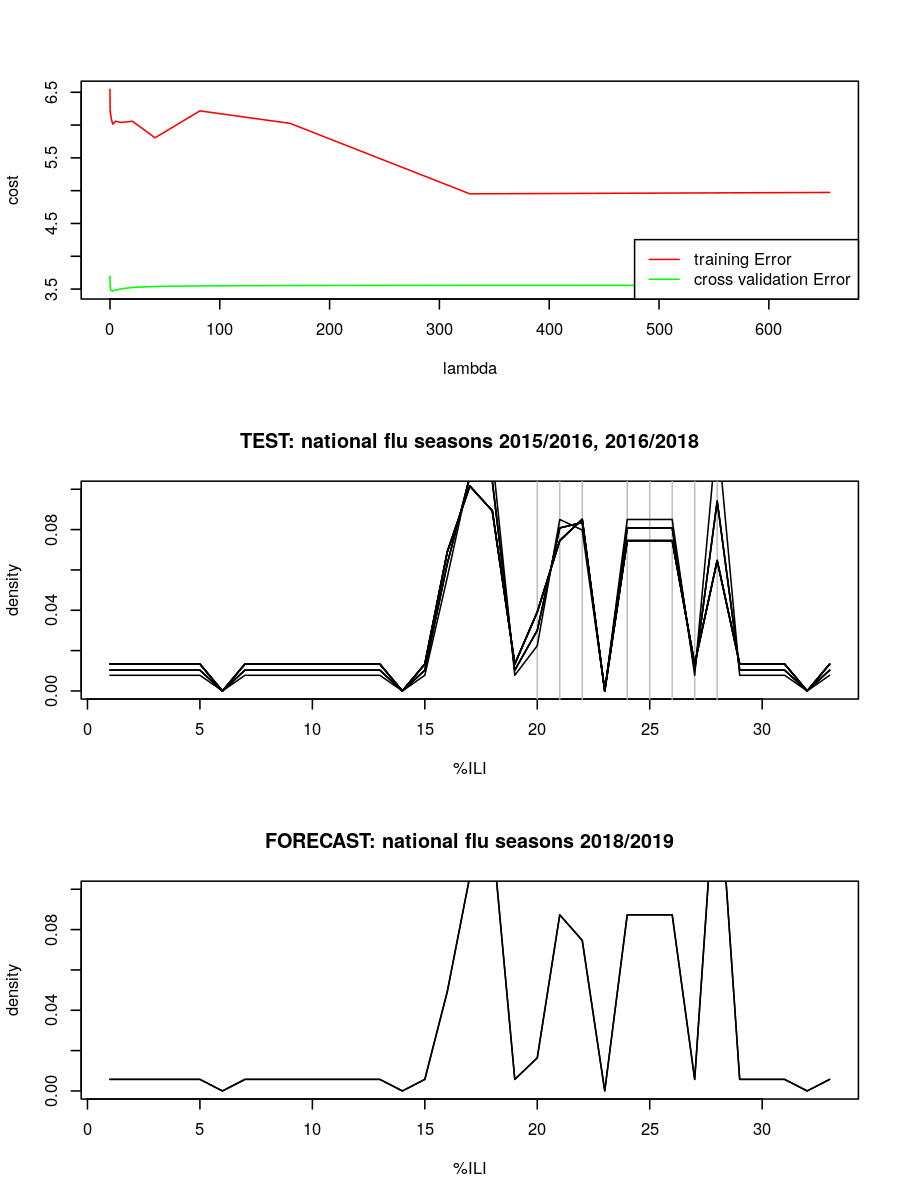 6.5
5.5
4.5
3.5
cost
training Error
cross validation Error
0 100 200 300 400 500 600
lambda
TEST: national flu seasons 2015/2016, 2016/2018
0.08
0.04
0.00
density
0 5 10 15 20 25 30
%ILI
FORECAST: national flu seasons 2018/2019
0.08
0.04
0.00
density
0 5 10 15 20 25 30
%ILI